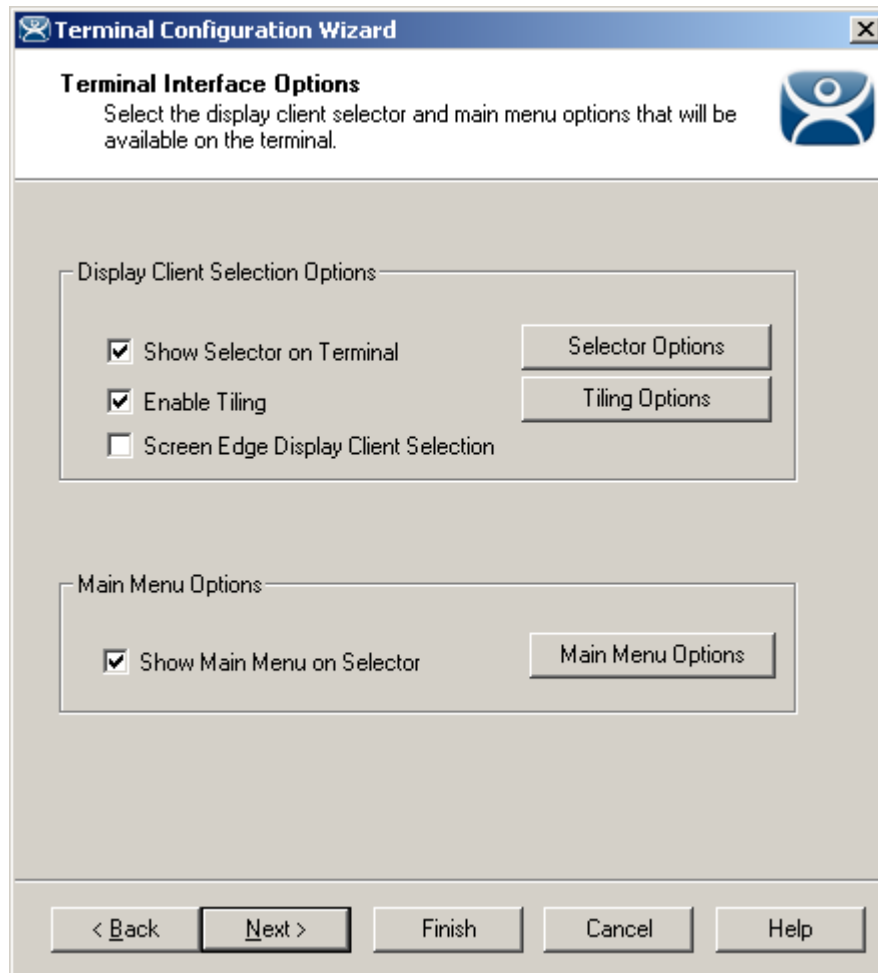 Terminal Configuration Wizard
Terminal Interface Options
Select the display client selector and main menu options that will be
available on the terminal.
Display Client Selection Options
Show Selector on Terminal
Selector Options
Enable Tiling
Tiling Options
Screen Edge Display Client Selection
Main Menu Options
Show Main Menu on Selector
Main Menu Options
< Back
Next >
Finish
Cancel
Help